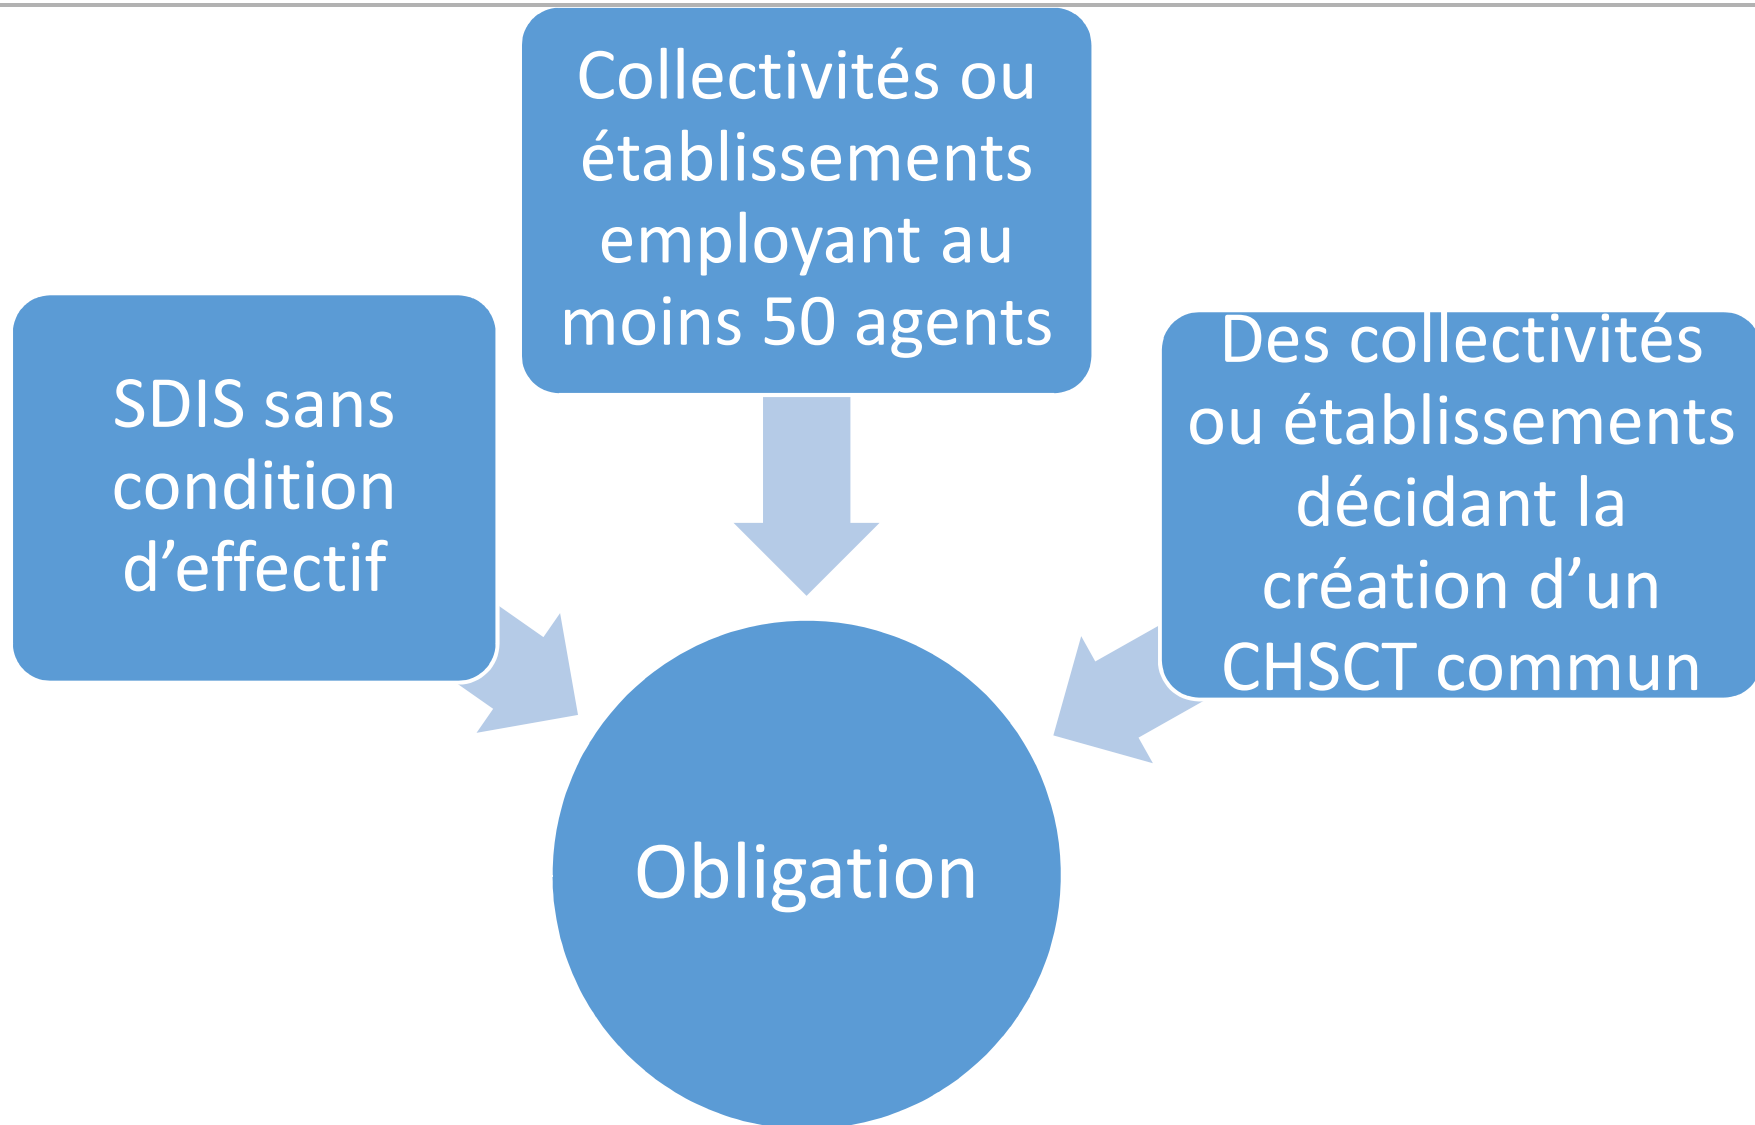 SDIS sans
condition
d’effectif
Collectivités ou
établissements
employant au
moins 50 agents
Des collectivités
ou établissements
décidant la
création d’un
CHSCT commun
Obligation